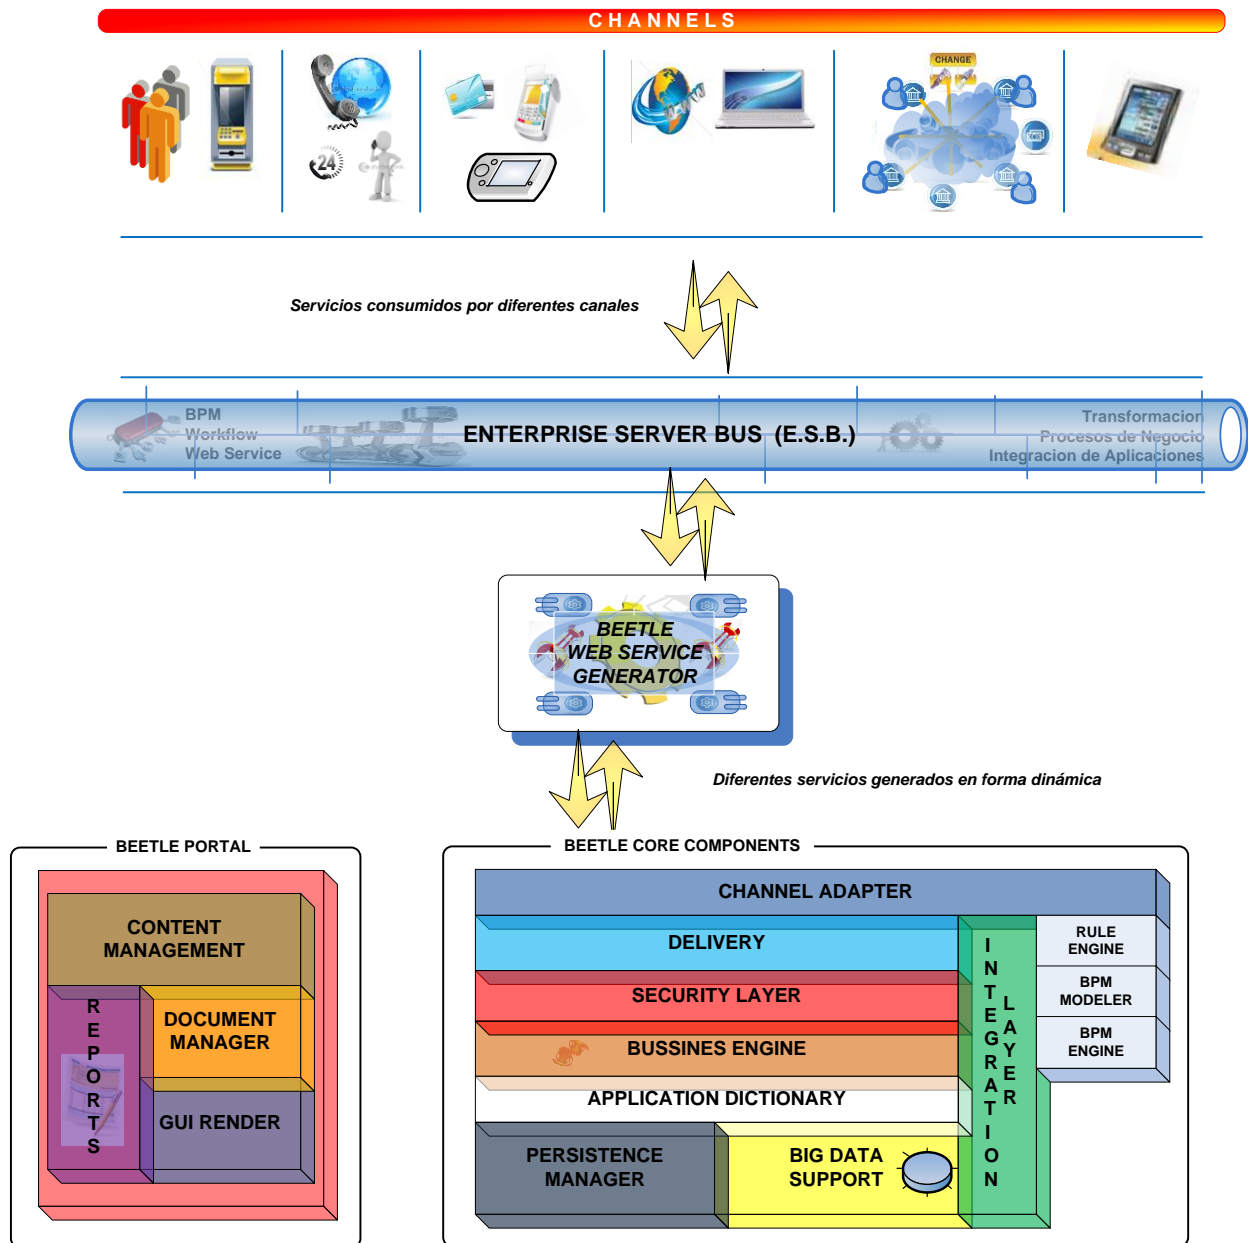 CHANNELS
CHANGE
24
Servicios consumidos por diferentes canales
BPM
Workflow
Web Service
ENTERPRISE SERVER BUS (E.S.B.)
Transformacion
Procesos de Negocio
Integracion de Aplicaciones
BEETLE
WEB SERVICE
GENERATOR
Diferentes servicios generados en forma dinámica
BEETLE PORTAL
CONTENT
MANAGEMENT
REPORTS
DOCUMENT
MANAGER
GUI RENDER
BEETLE CORE COMPONENTS
CHANNEL ADAPTER
DELIVERY
SECURITY LAYER
BUSSINES ENGINE
APPLICATION DICTIONARY
PERSISTENCE
MANAGER
BIG DATA
SUPPORT
INTEGRATION
LAYER
RULE
ENGINE
BPM
MODELER
BPM
ENGINE